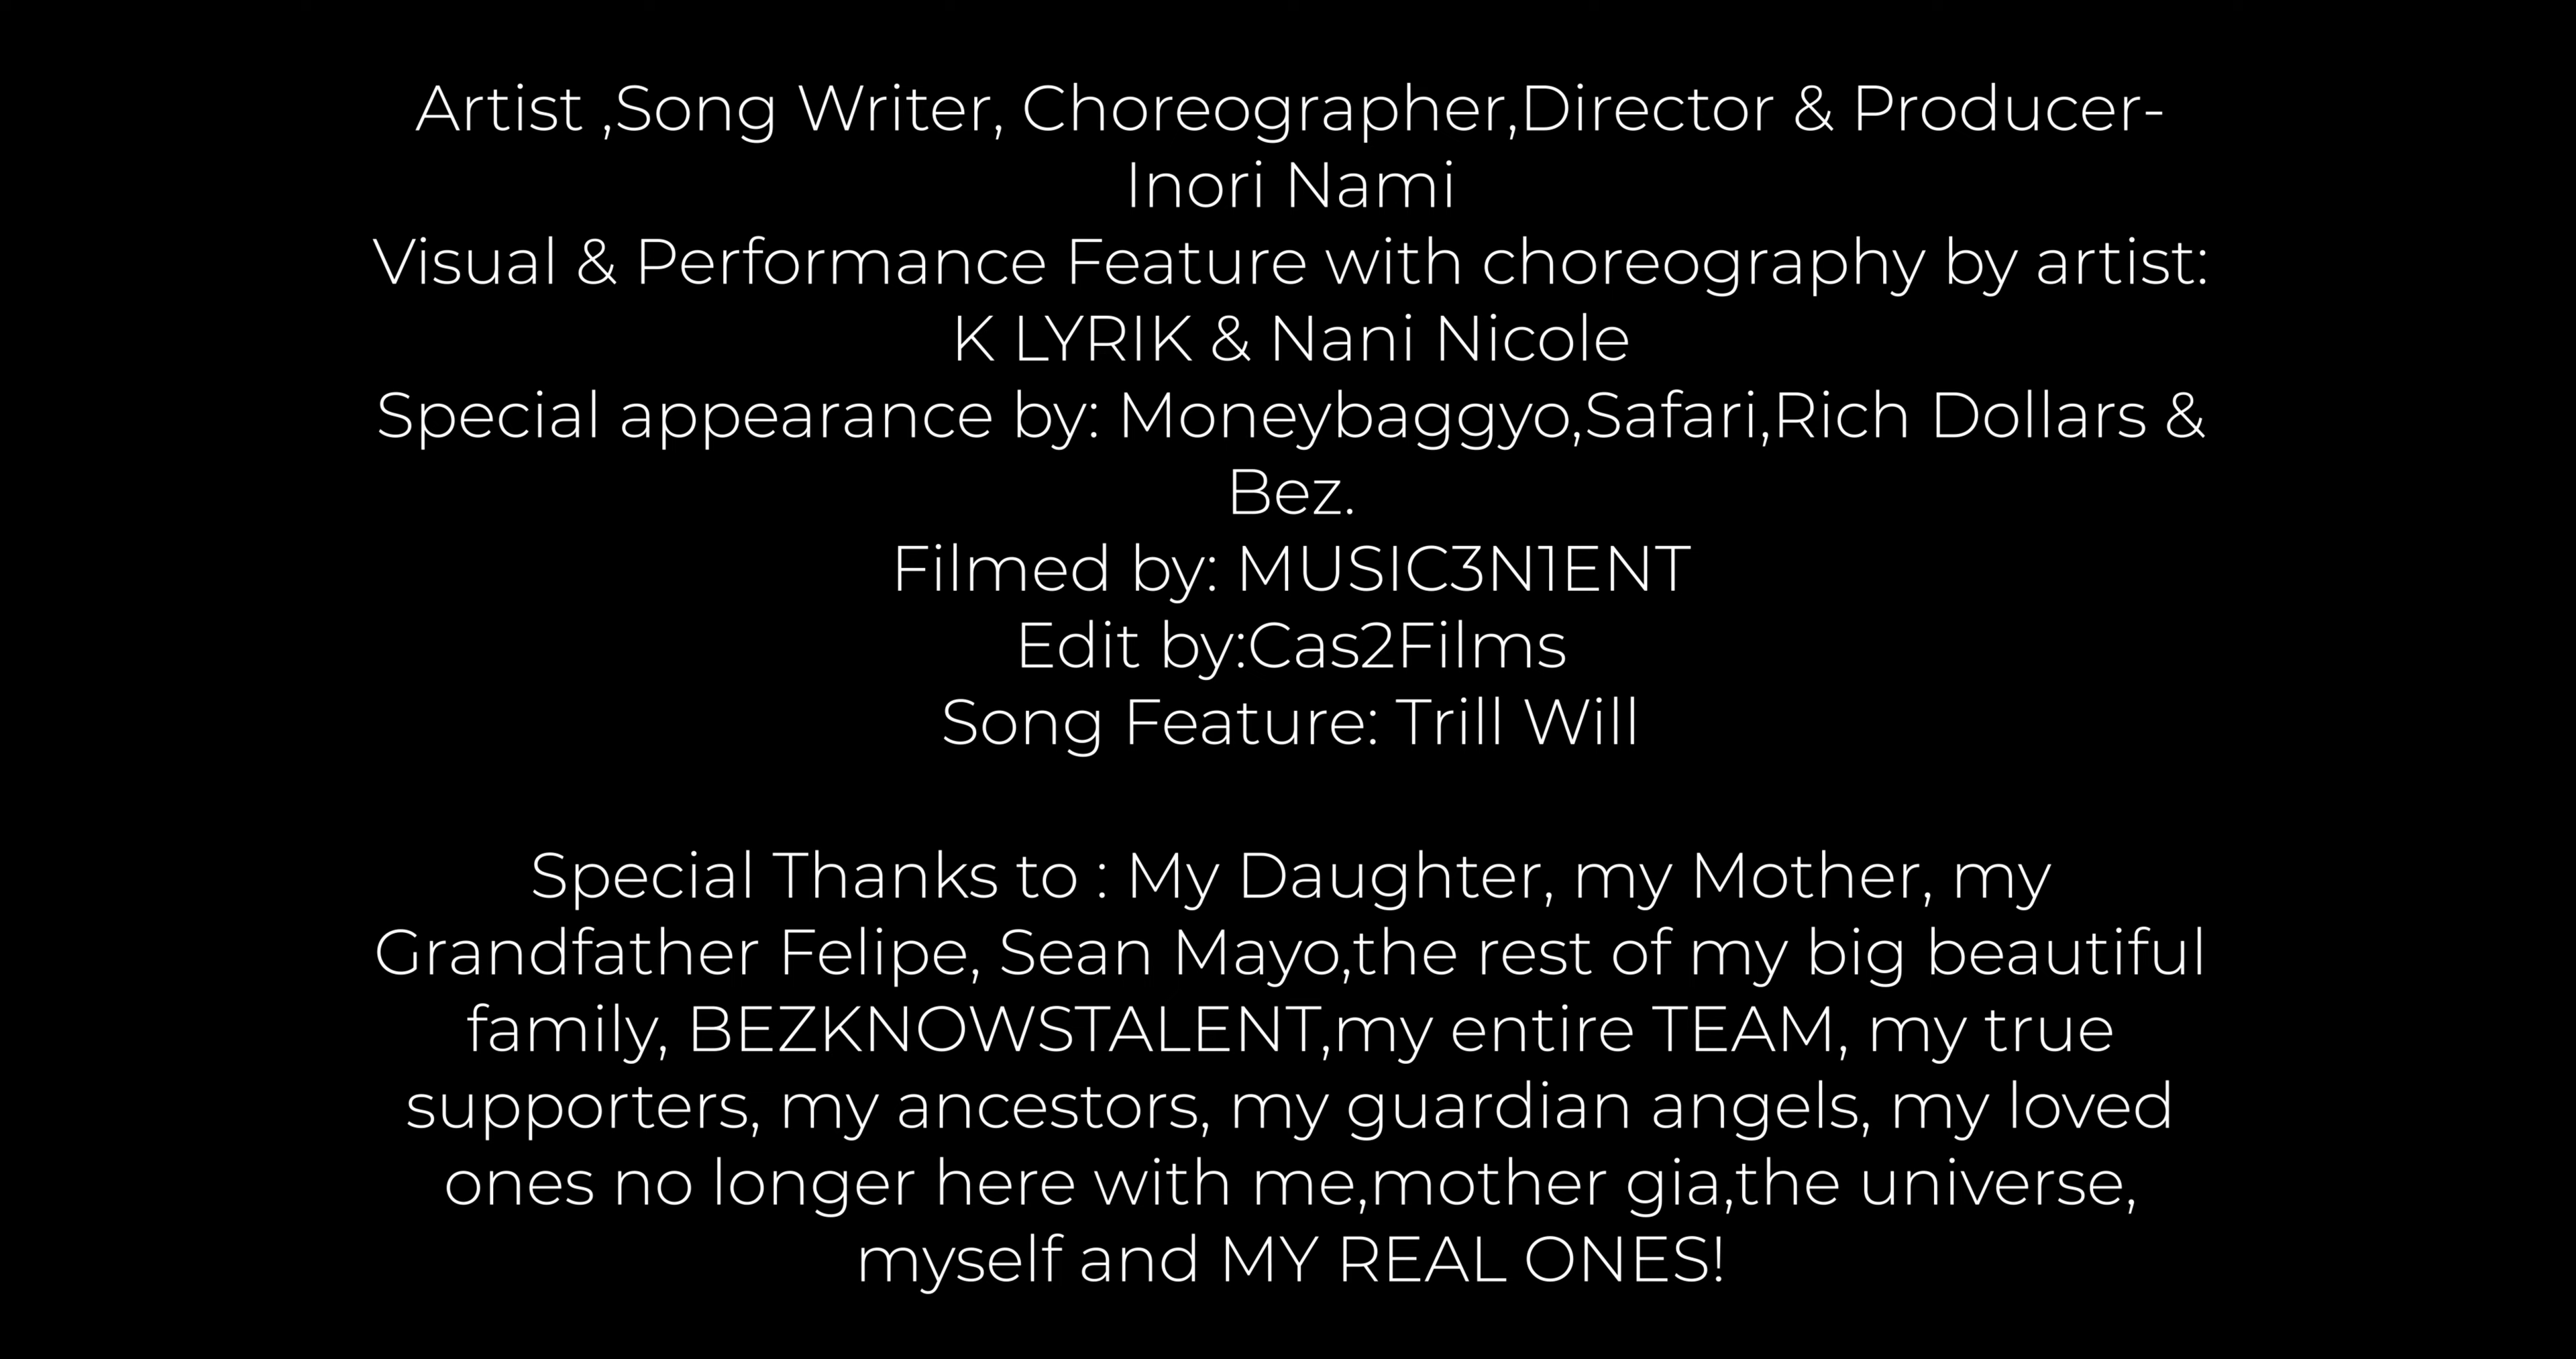 Artist ,Song Writer, Choreographer,Director & Producer-
Inori Nami
Visual & Performance Feature with choreography by artist:
K LYRIK & Nani Nicole
Special appearance by: Moneybaggyo,Safari,Rich Dollars &
Bez.
Filmed by: MUSIC3N1ENT
Edit by:Cas2Films
Song Feature: Trill Will
Special Thanks to : My Daughter, my Mother, my
Grandfather Felipe, Sean Mayo,the rest of my big beautiful
family, BEZKNOWSTALENT,my entire TEAM, my true
supporters, my ancestors, my guardian angels, my loved
ones no longer here with me,mother gia,the universe,
myself and MY REAL ONES!